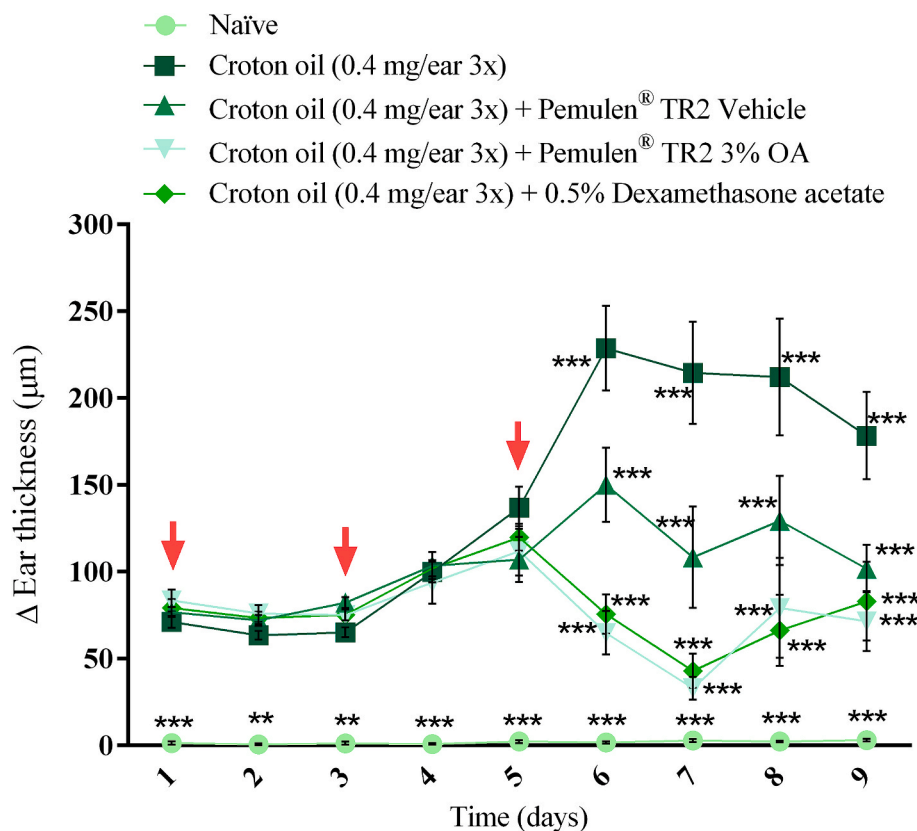 Naïve
Croton oil (0.4 mg/ear 3x)
Croton oil (0.4 mg/ear 3x) + Pemulen® TR2 Vehicle
Croton oil (0.4 mg/ear 3x) + Pemulen® TR2 3% OA
Croton oil (0.4 mg/ear 3x) + 0.5% Dexamethasone acetate
Δ Ear thickness (µm)
300
250
200
150
100
50
0
*** *** *** ***
*** *** *** ***
*** *** *** ***
*** *** *** ***
*** ** ** *** *** *** *** *** ***
1 2 3 4 5 6 7 8 9
Time (days)